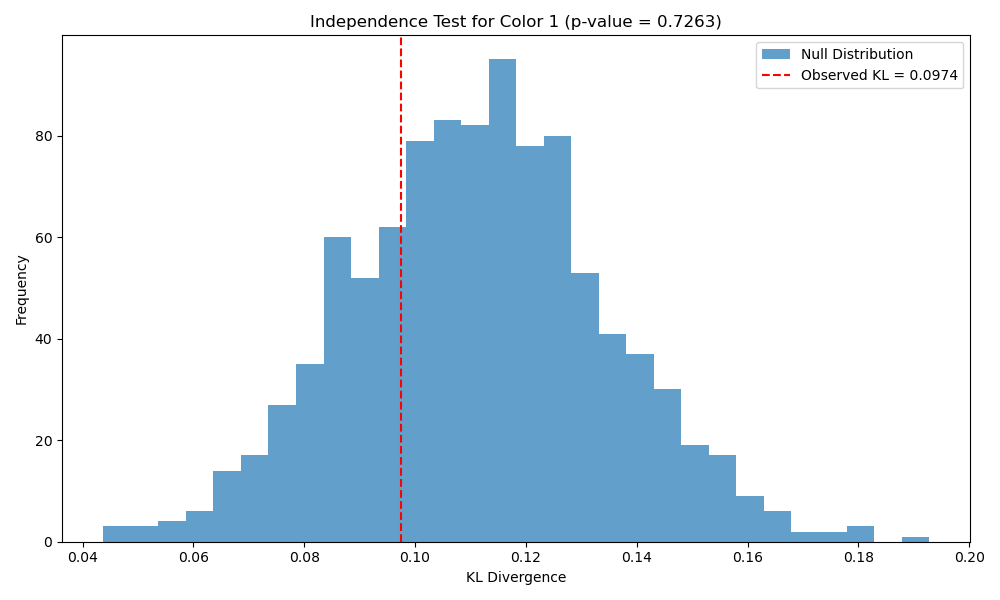 Independence Test for Color 1 (p-value = 0.7263)
Null Distribution
Observed KL = 0.0974
Frequency
80
60
40
20
0
0.04 0.06 0.08 0.10 0.12 0.14 0.16 0.18 0.20
KL Divergence